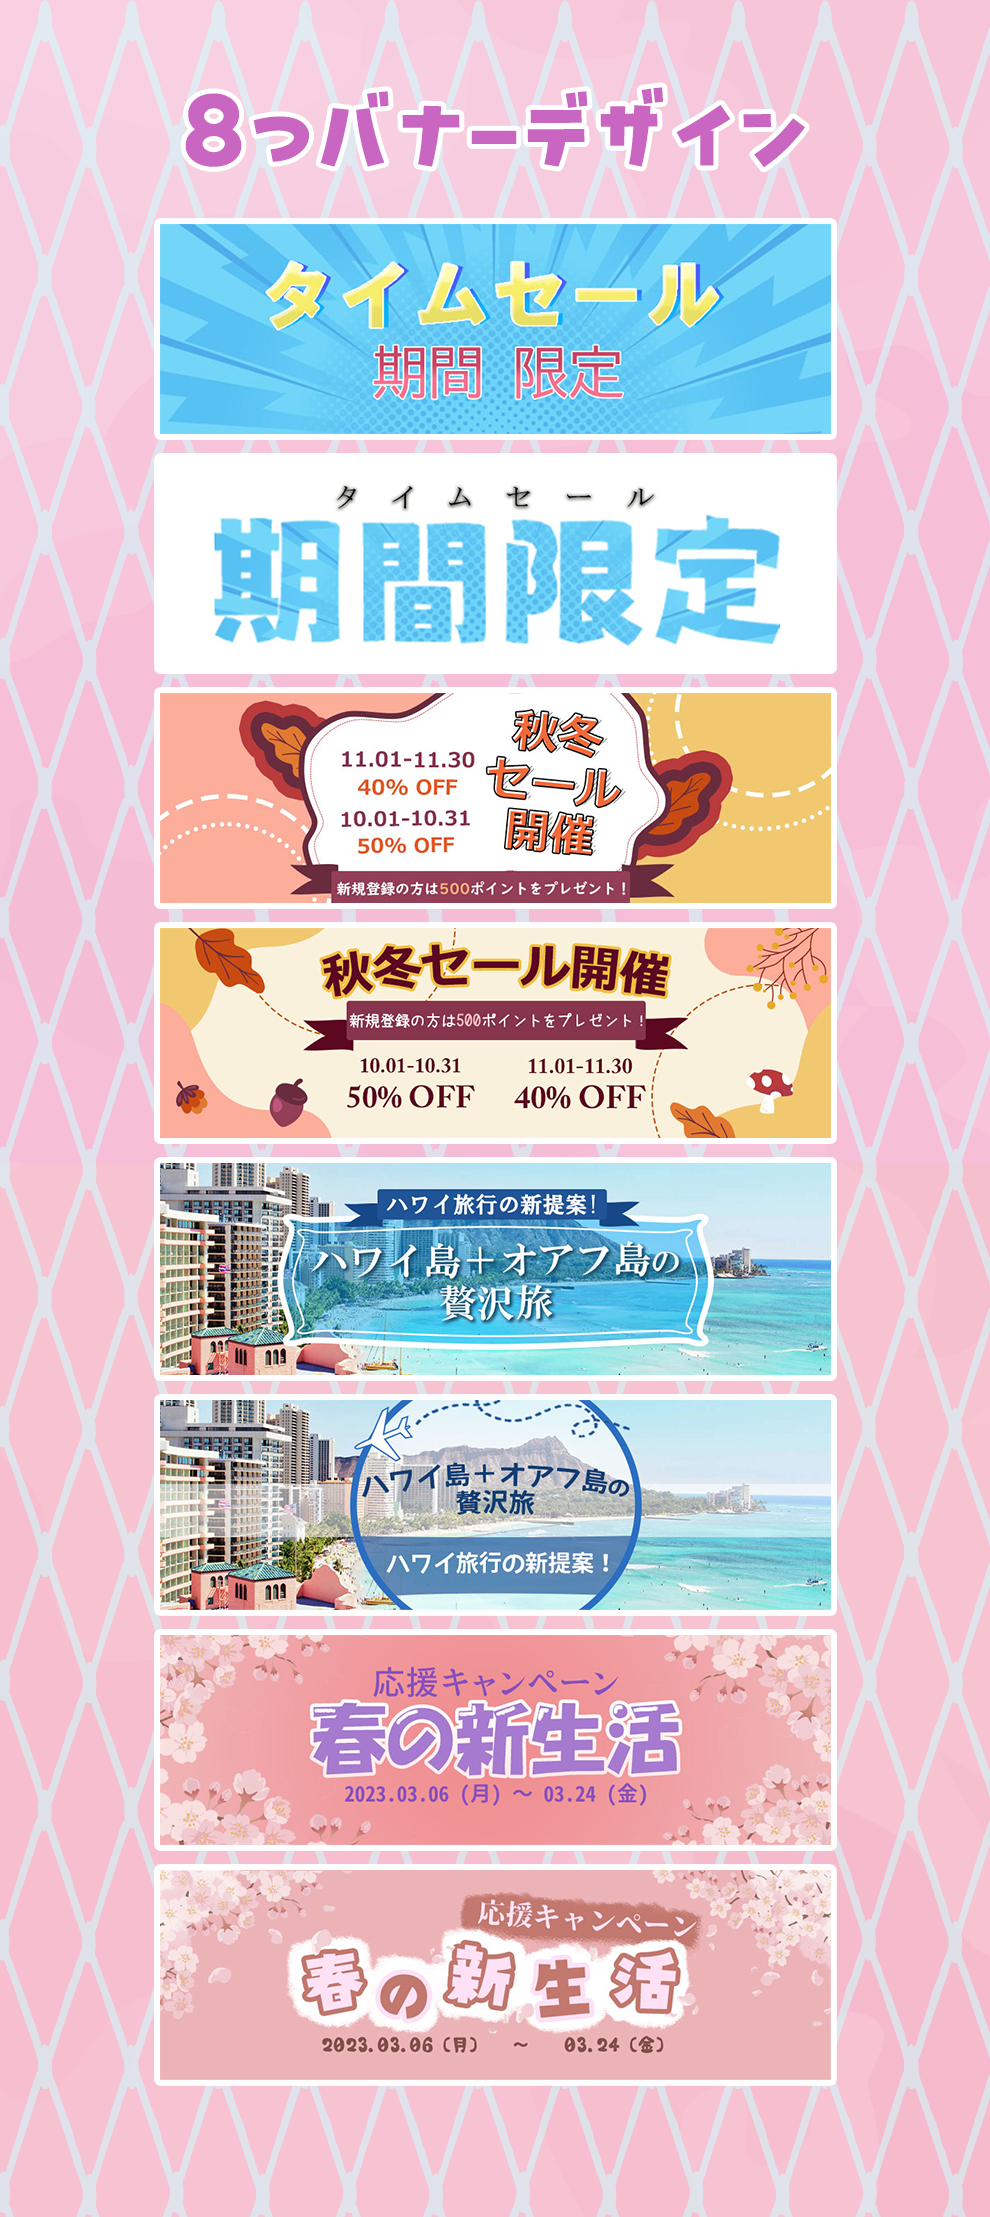 8つバナーデザイン
タイムセール
期間 限定
タイムセール
期間限定
11.01-11.30
40% OFF
10.01-10.31
50% OFF
秋冬
セール
開催
新規登録の方は500ポイントをプレゼント！
秋冬セール開催
新規登録の方は500ポイントをプレゼント！
10.01-10.31
50% OFF
11.01-11.30
40% OFF
ハワイ旅行の新提案！
ハワイ島＋オアフ島の
贅沢旅
ハワイ島＋オアフ島の
贅沢旅
ハワイ旅行の新提案！
応援キャンペーン
春の新生活
2023.03.06（月）～ 03.24（金）
応援キャンペーン
春の新生活
2023.03.06（月） ～ 03.24（金）